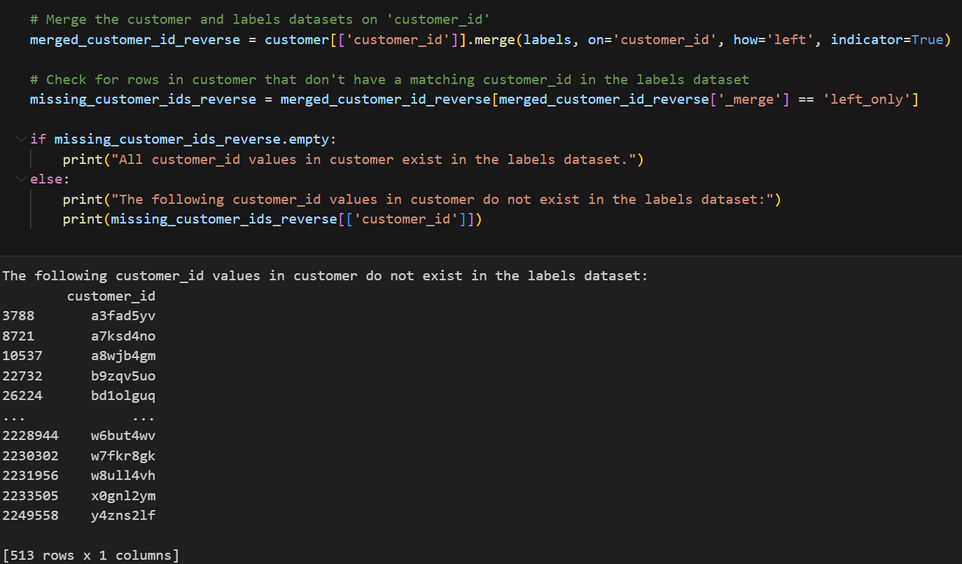 # Merge the customer and labels datasets on 'customer_id'
merged_customer_id_reverse = customer[['customer_id']].merge(labels, on='customer_id', how='left', indicator=True)
# Check for rows in customer that don't have a matching customer_id in the labels dataset
missing_customer_ids_reverse = merged_customer_id_reverse[merged_customer_id_reverse['_merge'] == 'left_only']
if missing_customer_ids_reverse.empty:
print("All customer_id values in customer exist in the labels dataset.")
else:
print("The following customer_id values in customer do not exist in the labels dataset:")
print(missing_customer_ids_reverse[['customer_id']])
The following customer_id values in customer do not exist in the labels dataset:
customer_id
3788 a3fad5yv
8721 a7ksd4no
10537 a8wjb4gm
22732 b9zqv5uo
26224 bd1olguq
... ...
2228944 w6but4wv
2230302 w7fkr8gk
2231956 w8ull4vh
2233505 x0gnl2ym
2249558 y4zns2lf
[513 rows x 1 columns]